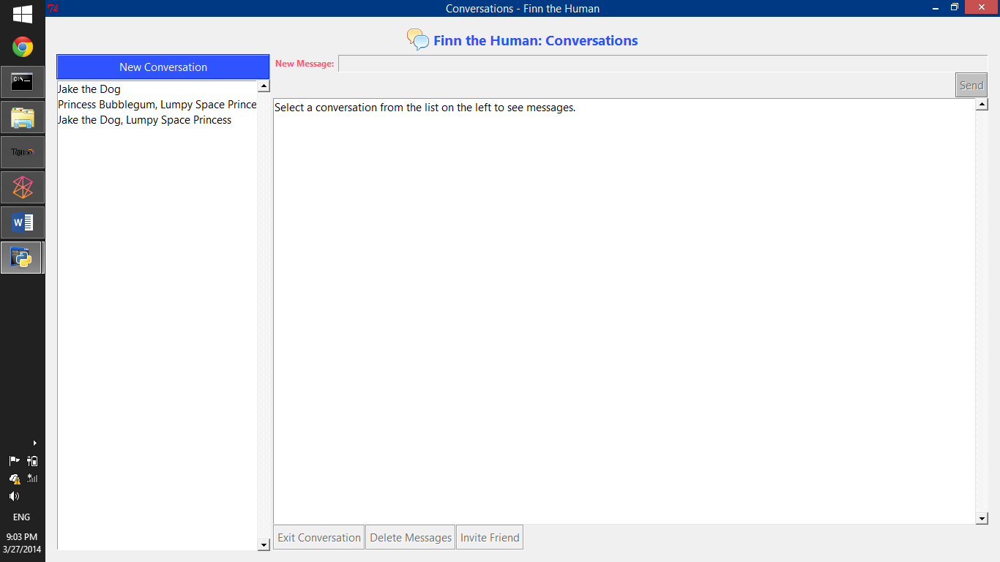 Conversations - Finn the Human
Finn the Human: Conversations
New Conversation
New Message:
Send
Jake the Dog
Princess Bubblegum, Lumpy Space Prince
Jake the Dog, Lumpy Space Princess
Select a conversation from the list on the left to see messages.
Exit Conversation
Delete Messages
Invite Friend
ENG
9:03 PM
3/27/2014